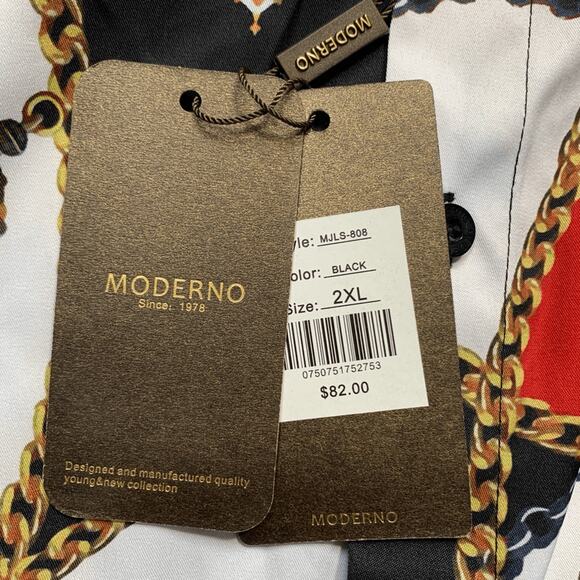 MODERNO
MODERNO
Since: 1978
Designed and manufactured quality
young&new collection
yle: MJLS-808
olor: BLACK
Size: 2XL
0750751752753
$82.00
MODERNO